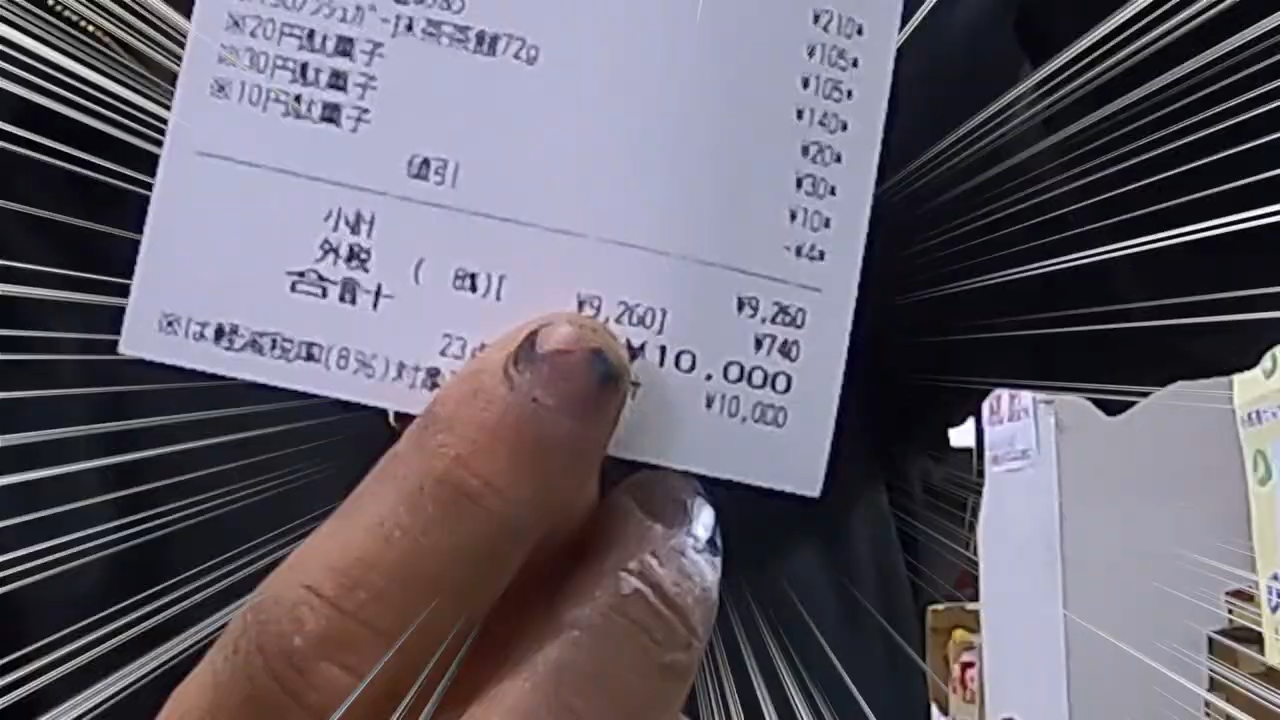 ¥210※
¥105※
※20円駄菓子 ¥105※
※30円駄菓子 ¥140※
※10円駄菓子 ¥20※
¥30※
¥10※
値引 -¥4※
小計 ¥9,260
外税 ( 8%)[ ¥9,260] ¥740
合計 ¥10,000
23 ¥10,000
※は軽減税率(8%)対象